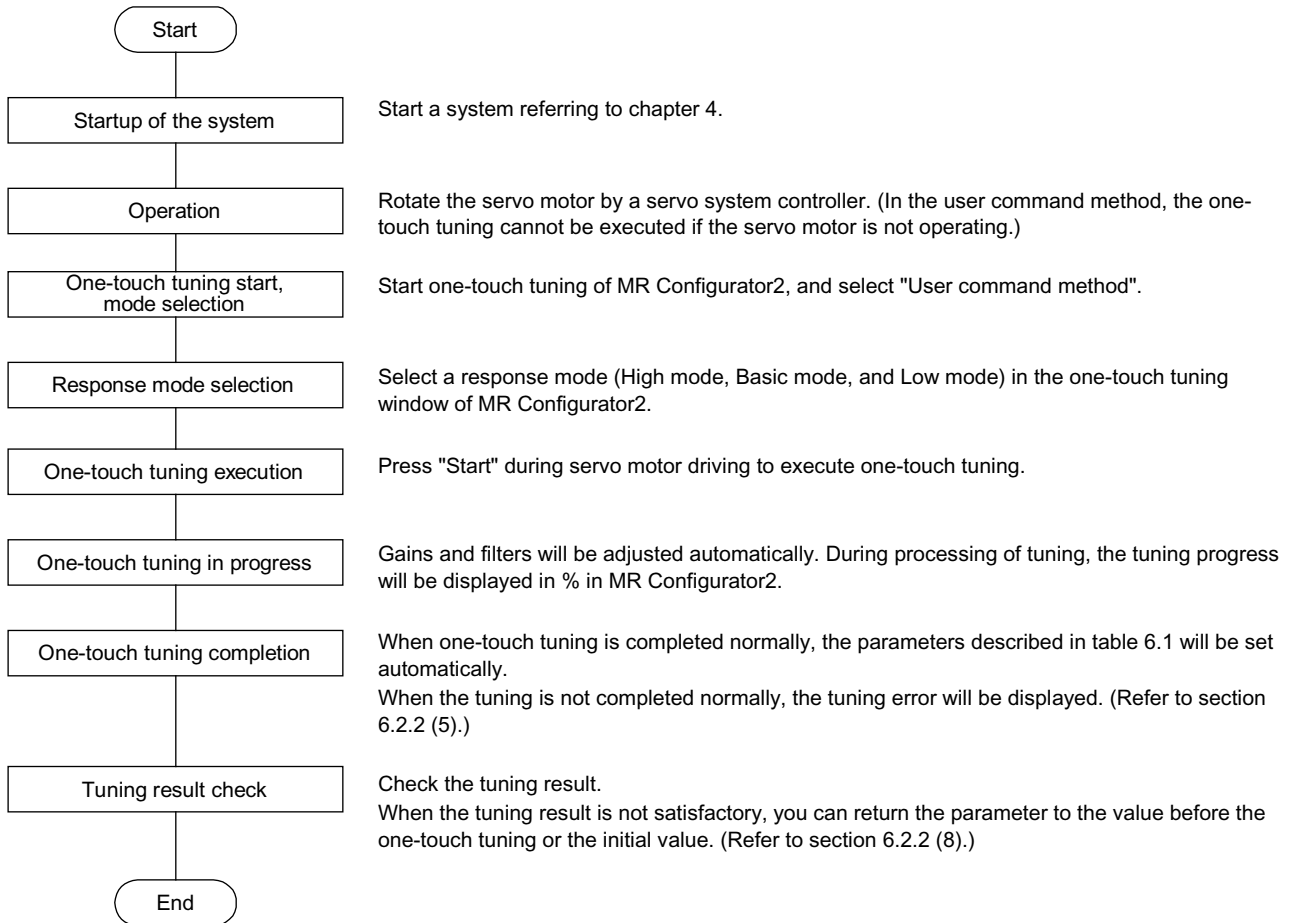 Start
Startup of the system
Start a system referring to chapter 4.
Operation
Rotate the servo motor by a servo system controller. (In the user command method, the one-
touch tuning cannot be executed if the servo motor is not operating.)
One-touch tuning start,
mode selection
Start one-touch tuning of MR Configurator2, and select "User command method".
Response mode selection
Select a response mode (High mode, Basic mode, and Low mode) in the one-touch tuning
window of MR Configurator2.
One-touch tuning execution
Press "Start" during servo motor driving to execute one-touch tuning.
One-touch tuning in progress
Gains and filters will be adjusted automatically. During processing of tuning, the tuning progress
will be displayed in % in MR Configurator2.
One-touch tuning completion
When one-touch tuning is completed normally, the parameters described in table 6.1 will be set
automatically.
When the tuning is not completed normally, the tuning error will be displayed. (Refer to section
6.2.2 (5).)
Tuning result check
Check the tuning result.
When the tuning result is not satisfactory, you can return the parameter to the value before the
one-touch tuning or the initial value. (Refer to section 6.2.2 (8).)
End